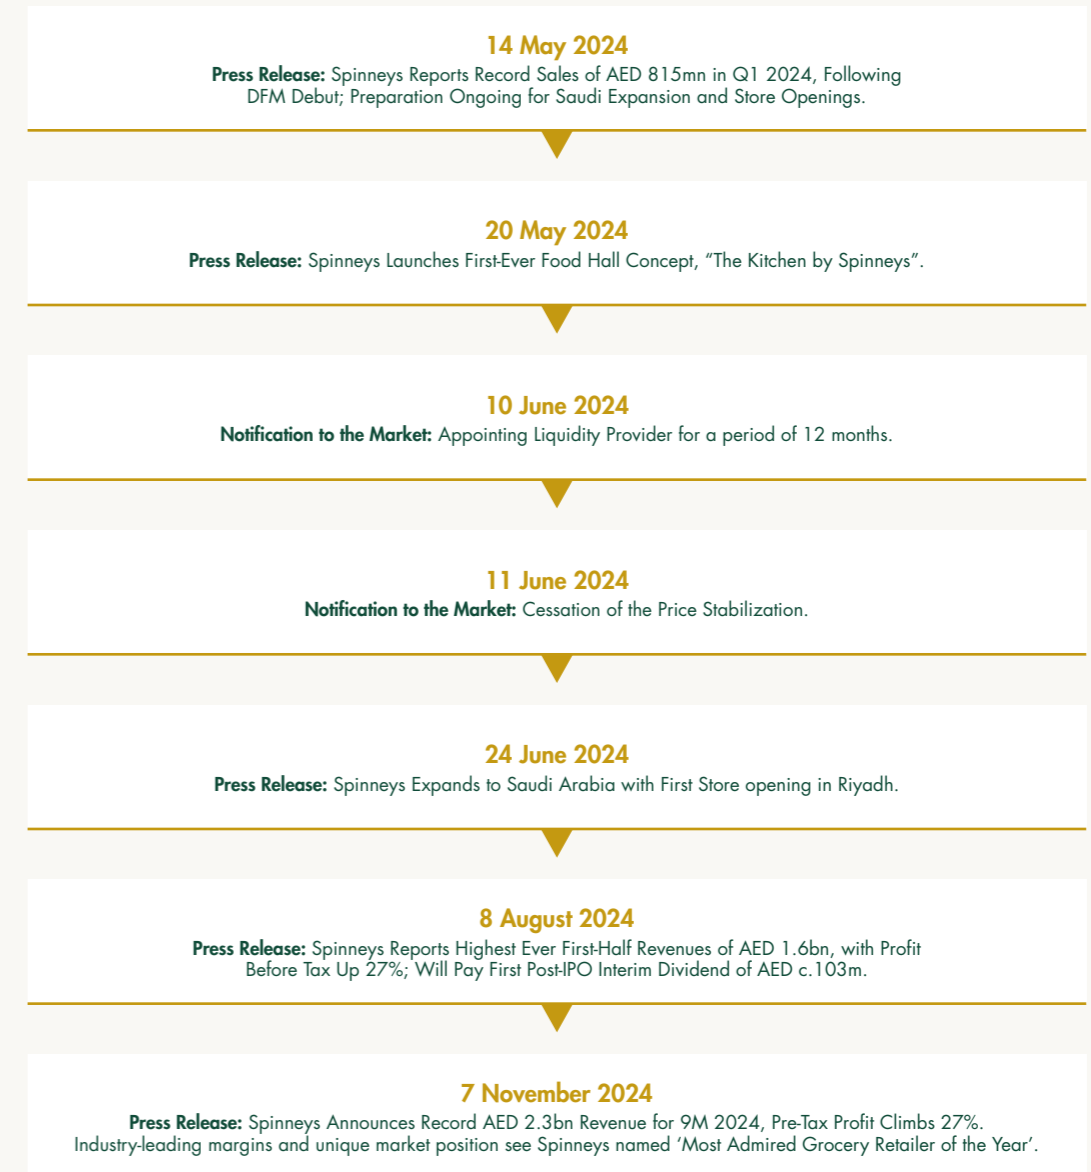 14 May 2024
Press Release: Spinneys Reports Record Sales of AED 815mn in Q1 2024, Following
DFM Debut; Preparation Ongoing for Saudi Expansion and Store Openings.
20 May 2024
Press Release: Spinneys Launches First-Ever Food Hall Concept, “The Kitchen by Spinneys”.
10 June 2024
Notification to the Market: Appointing Liquidity Provider for a period of 12 months.
11 June 2024
Notification to the Market: Cessation of the Price Stabilization.
24 June 2024
Press Release: Spinneys Expands to Saudi Arabia with First Store opening in Riyadh.
8 August 2024
Press Release: Spinneys Reports Highest Ever First-Half Revenues of AED 1.6bn, with Profit
Before Tax Up 27%; Will Pay First Post-IPO Interim Dividend of AED c.103m.
7 November 2024
Press Release: Spinneys Announces Record AED 2.3bn Revenue for 9M 2024, Pre-Tax Profit Climbs 27%.
Industry-leading margins and unique market position see Spinneys named ‘Most Admired Grocery Retailer of the Year’.